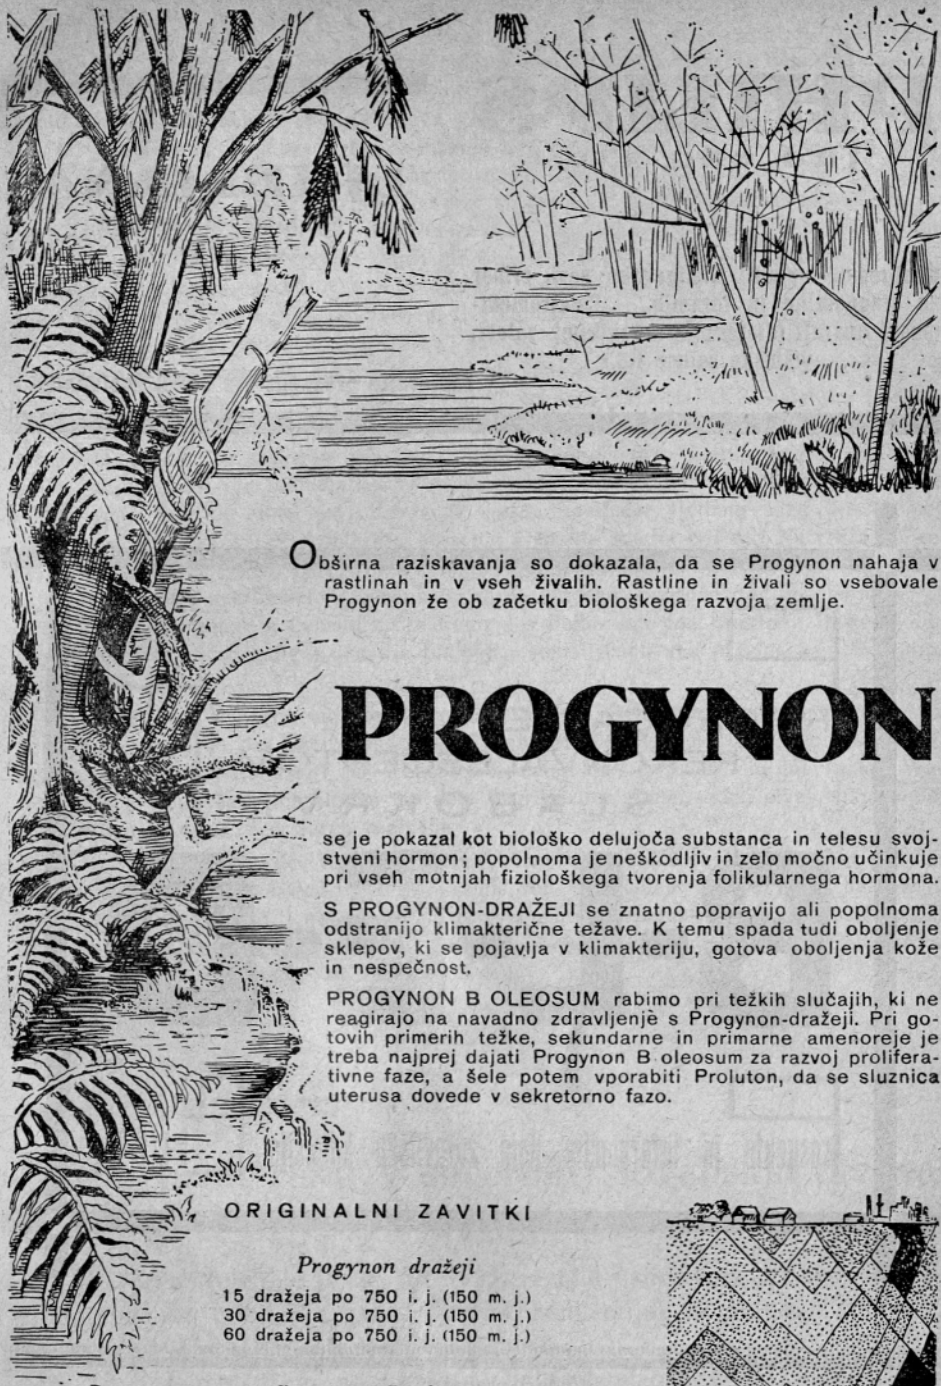 Obširna raziskavanja so dokazala, da se Progynon nahaja v
rastlinah in v vseh živalih. Rastline in živali so vsebovale
Progynon že ob začetku biološkega razvoja zemlje.
PROGYNON
se je pokazal kot biološko delujoča substanca in telesu svoj-
stveni hormon; popolnoma je neškodljiv in zelo močno učinkuje
pri vseh motnjah fiziološkega tvorenja folikularnega hormona.
S PROGYNON-DRAŽEJI se znatno popravijo ali popolnoma
odstranijo klimakterične težave. K temu spada tudi oboljenje
sklepov, ki se pojavlja v klimakteriju, gotova oboljenja kože
in nespečnost.
PROGYNON B OLEOSUM rabimo pri težkih slučajih, ki ne
reagirajo na navadno zdravljenje s Progynon-dražeji. Pri go-
tovih primerih težke, sekundarne in primarne amenoreje je
treba najprej dajati Progynon B oleosum za razvoj prolifera-
tivne faze, a šele potem vporabiti Proluton, da se sluznica
uterusa dovede v sekretorno fazo.
ORIGINALNI ZAVITKI
Progynon dražeji
15 dražeja po 750 i. j. (150 m. j.)
30 dražeja po 750 i. j. (150 m. j.)
60 dražeja po 750 i. j. (150 m. j.)